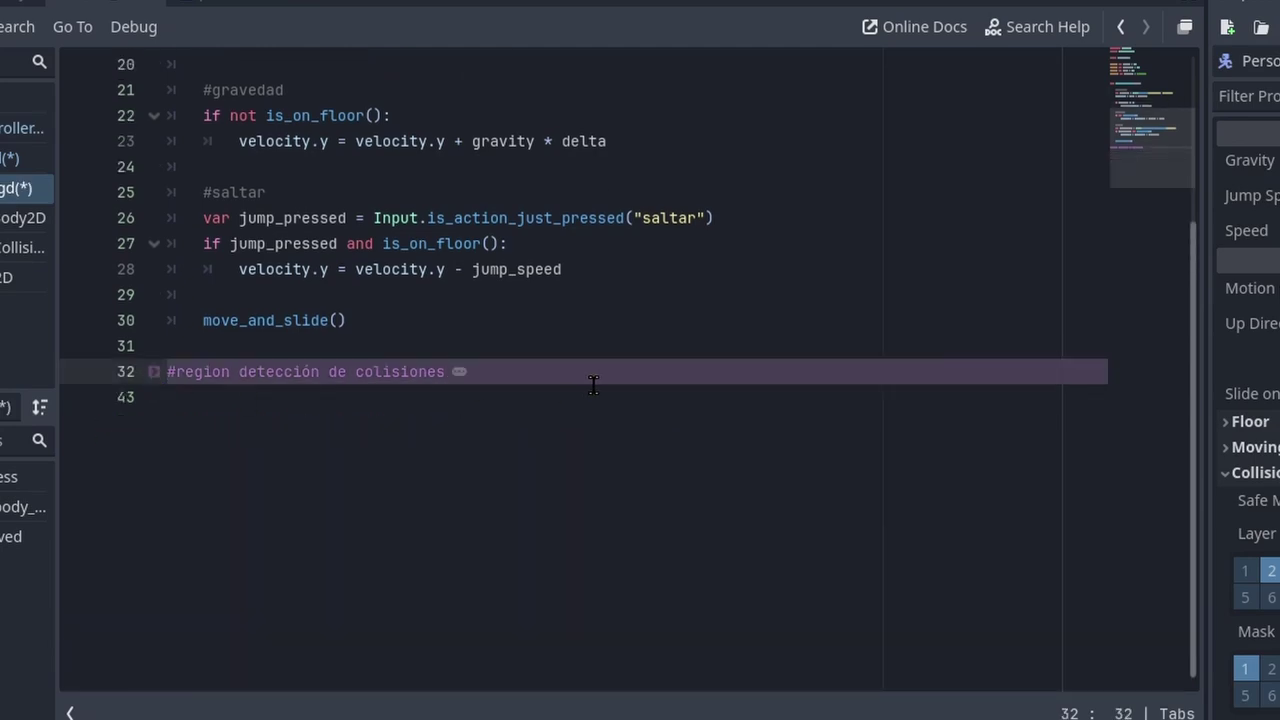 earch Go To Debug Online Docs Search Help
20
21 #gravedad
22 if not is_on_floor():
23 velocity.y = velocity.y + gravity * delta
24
25 #saltar
26 var jump_pressed = Input.is_action_just_pressed("saltar")
27 if jump_pressed and is_on_floor():
28 velocity.y = velocity.y - jump_speed
29
30 move_and_slide()
31
32 #region detección de colisiones
43
roller...
d(*)
gd(*)
Body2D
Collisi...
2D
*)
s
ess
body_...
ved
Perso
Filter Pro
Gravity
Jump Sp
Speed
Motion
Up Direc
Slide on
Floor
Moving
Collisio
Safe M
Layer
1 2
5 6
Mask
1 2
5 6
32 : 32 | Tabs